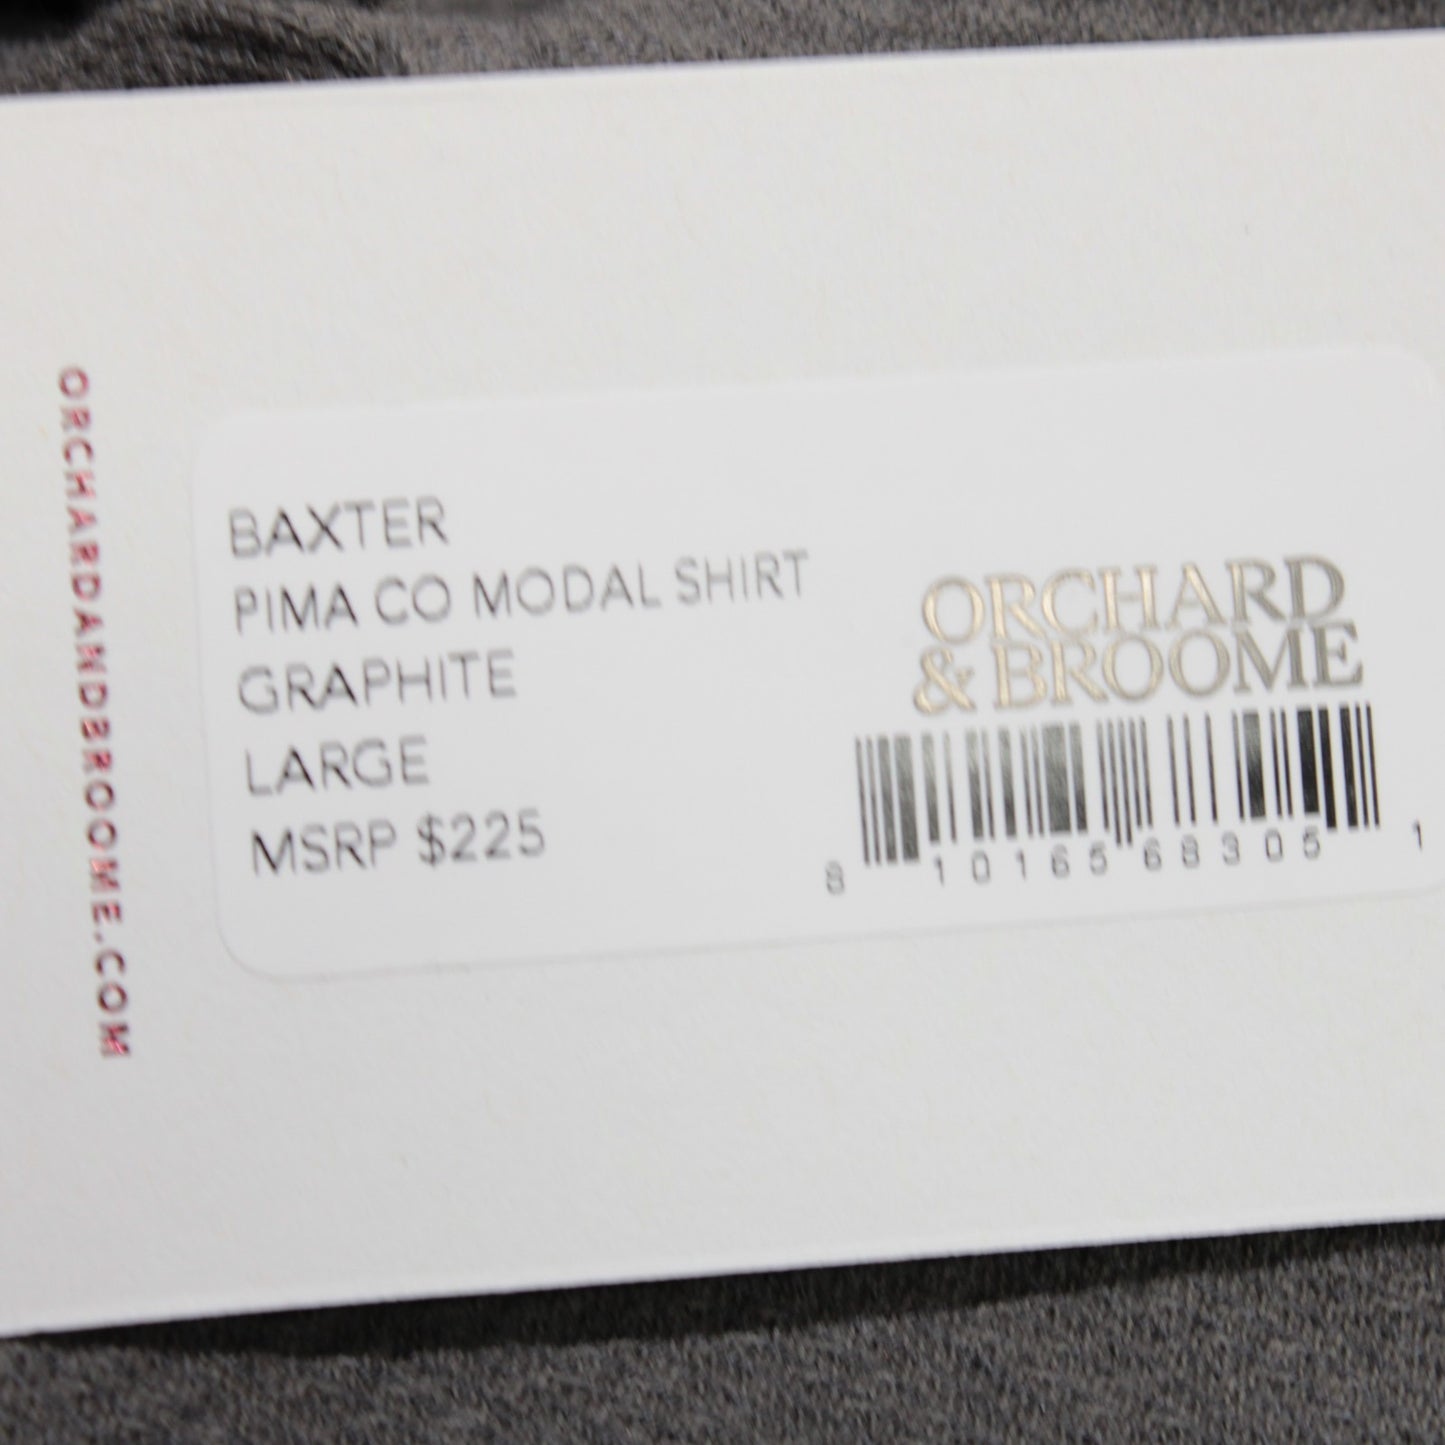 ORCHARDANDBROOME.COM
BAXTER
PIMA CO MODAL SHIRT
GRAPHITE
LARGE
MSRP $225
ORCHARD
& BROOME
8 10165 68305 1